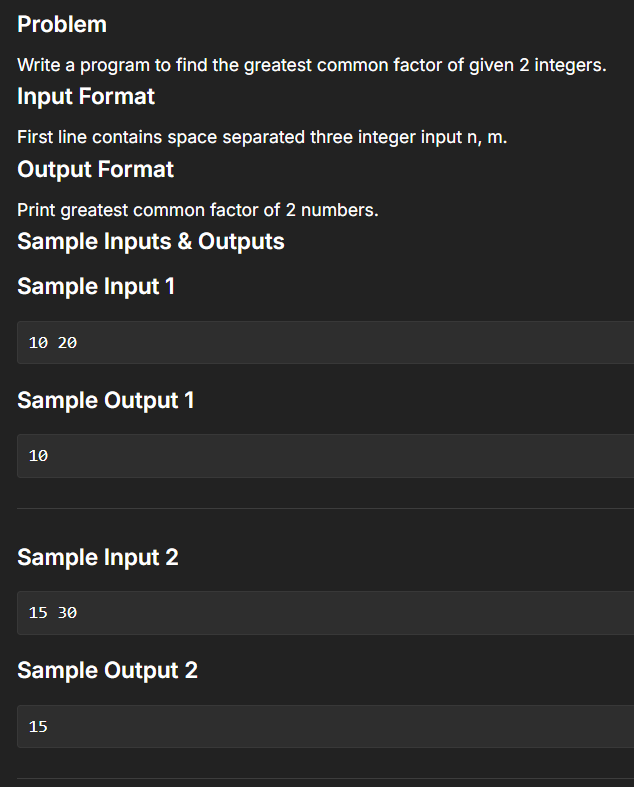 Problem
Write a program to find the greatest common factor of given 2 integers.
Input Format
First line contains space separated three integer input n, m.
Output Format
Print greatest common factor of 2 numbers.
Sample Inputs & Outputs
Sample Input 1
10 20
Sample Output 1
10
Sample Input 2
15 30
Sample Output 2
15